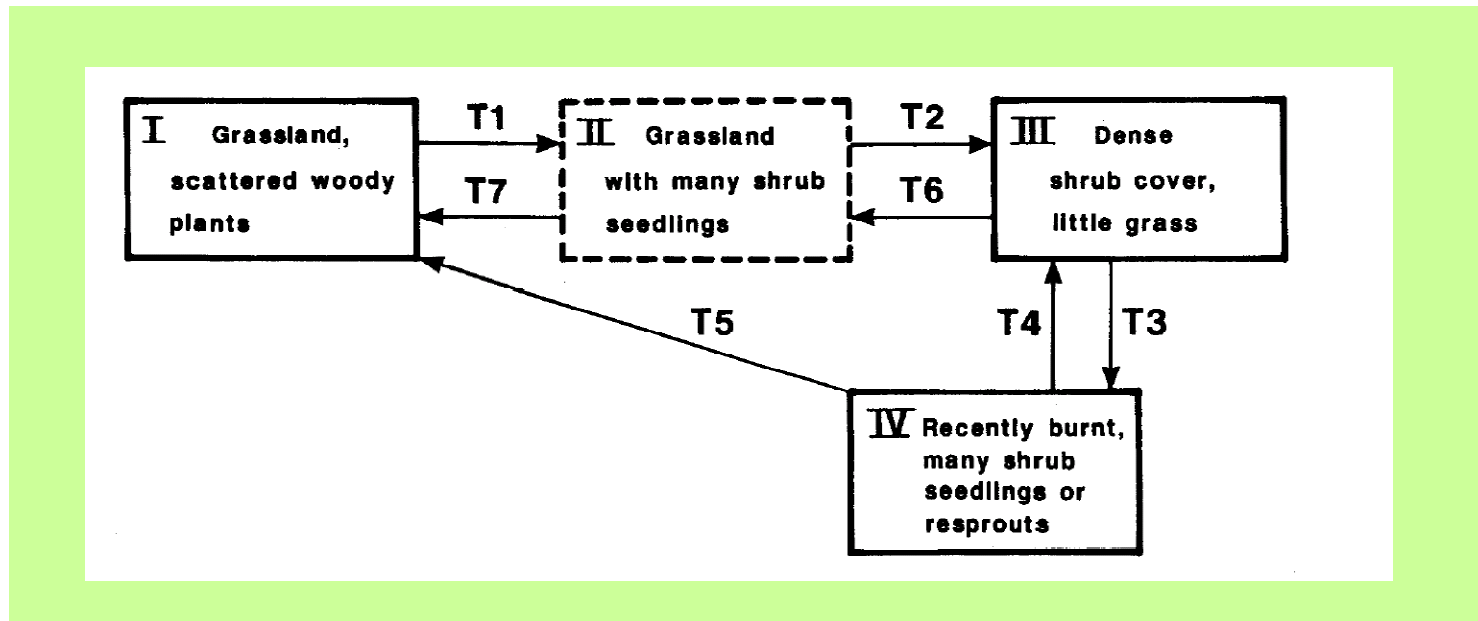 I Grassland,
scattered woody
plants
T1
T7
II Grassland
with many shrub
seedlings
T2
T6
III Dense
shrub cover,
little grass
T5
T4
T3
IV Recently burnt,
many shrub
seedlings or
resprouts